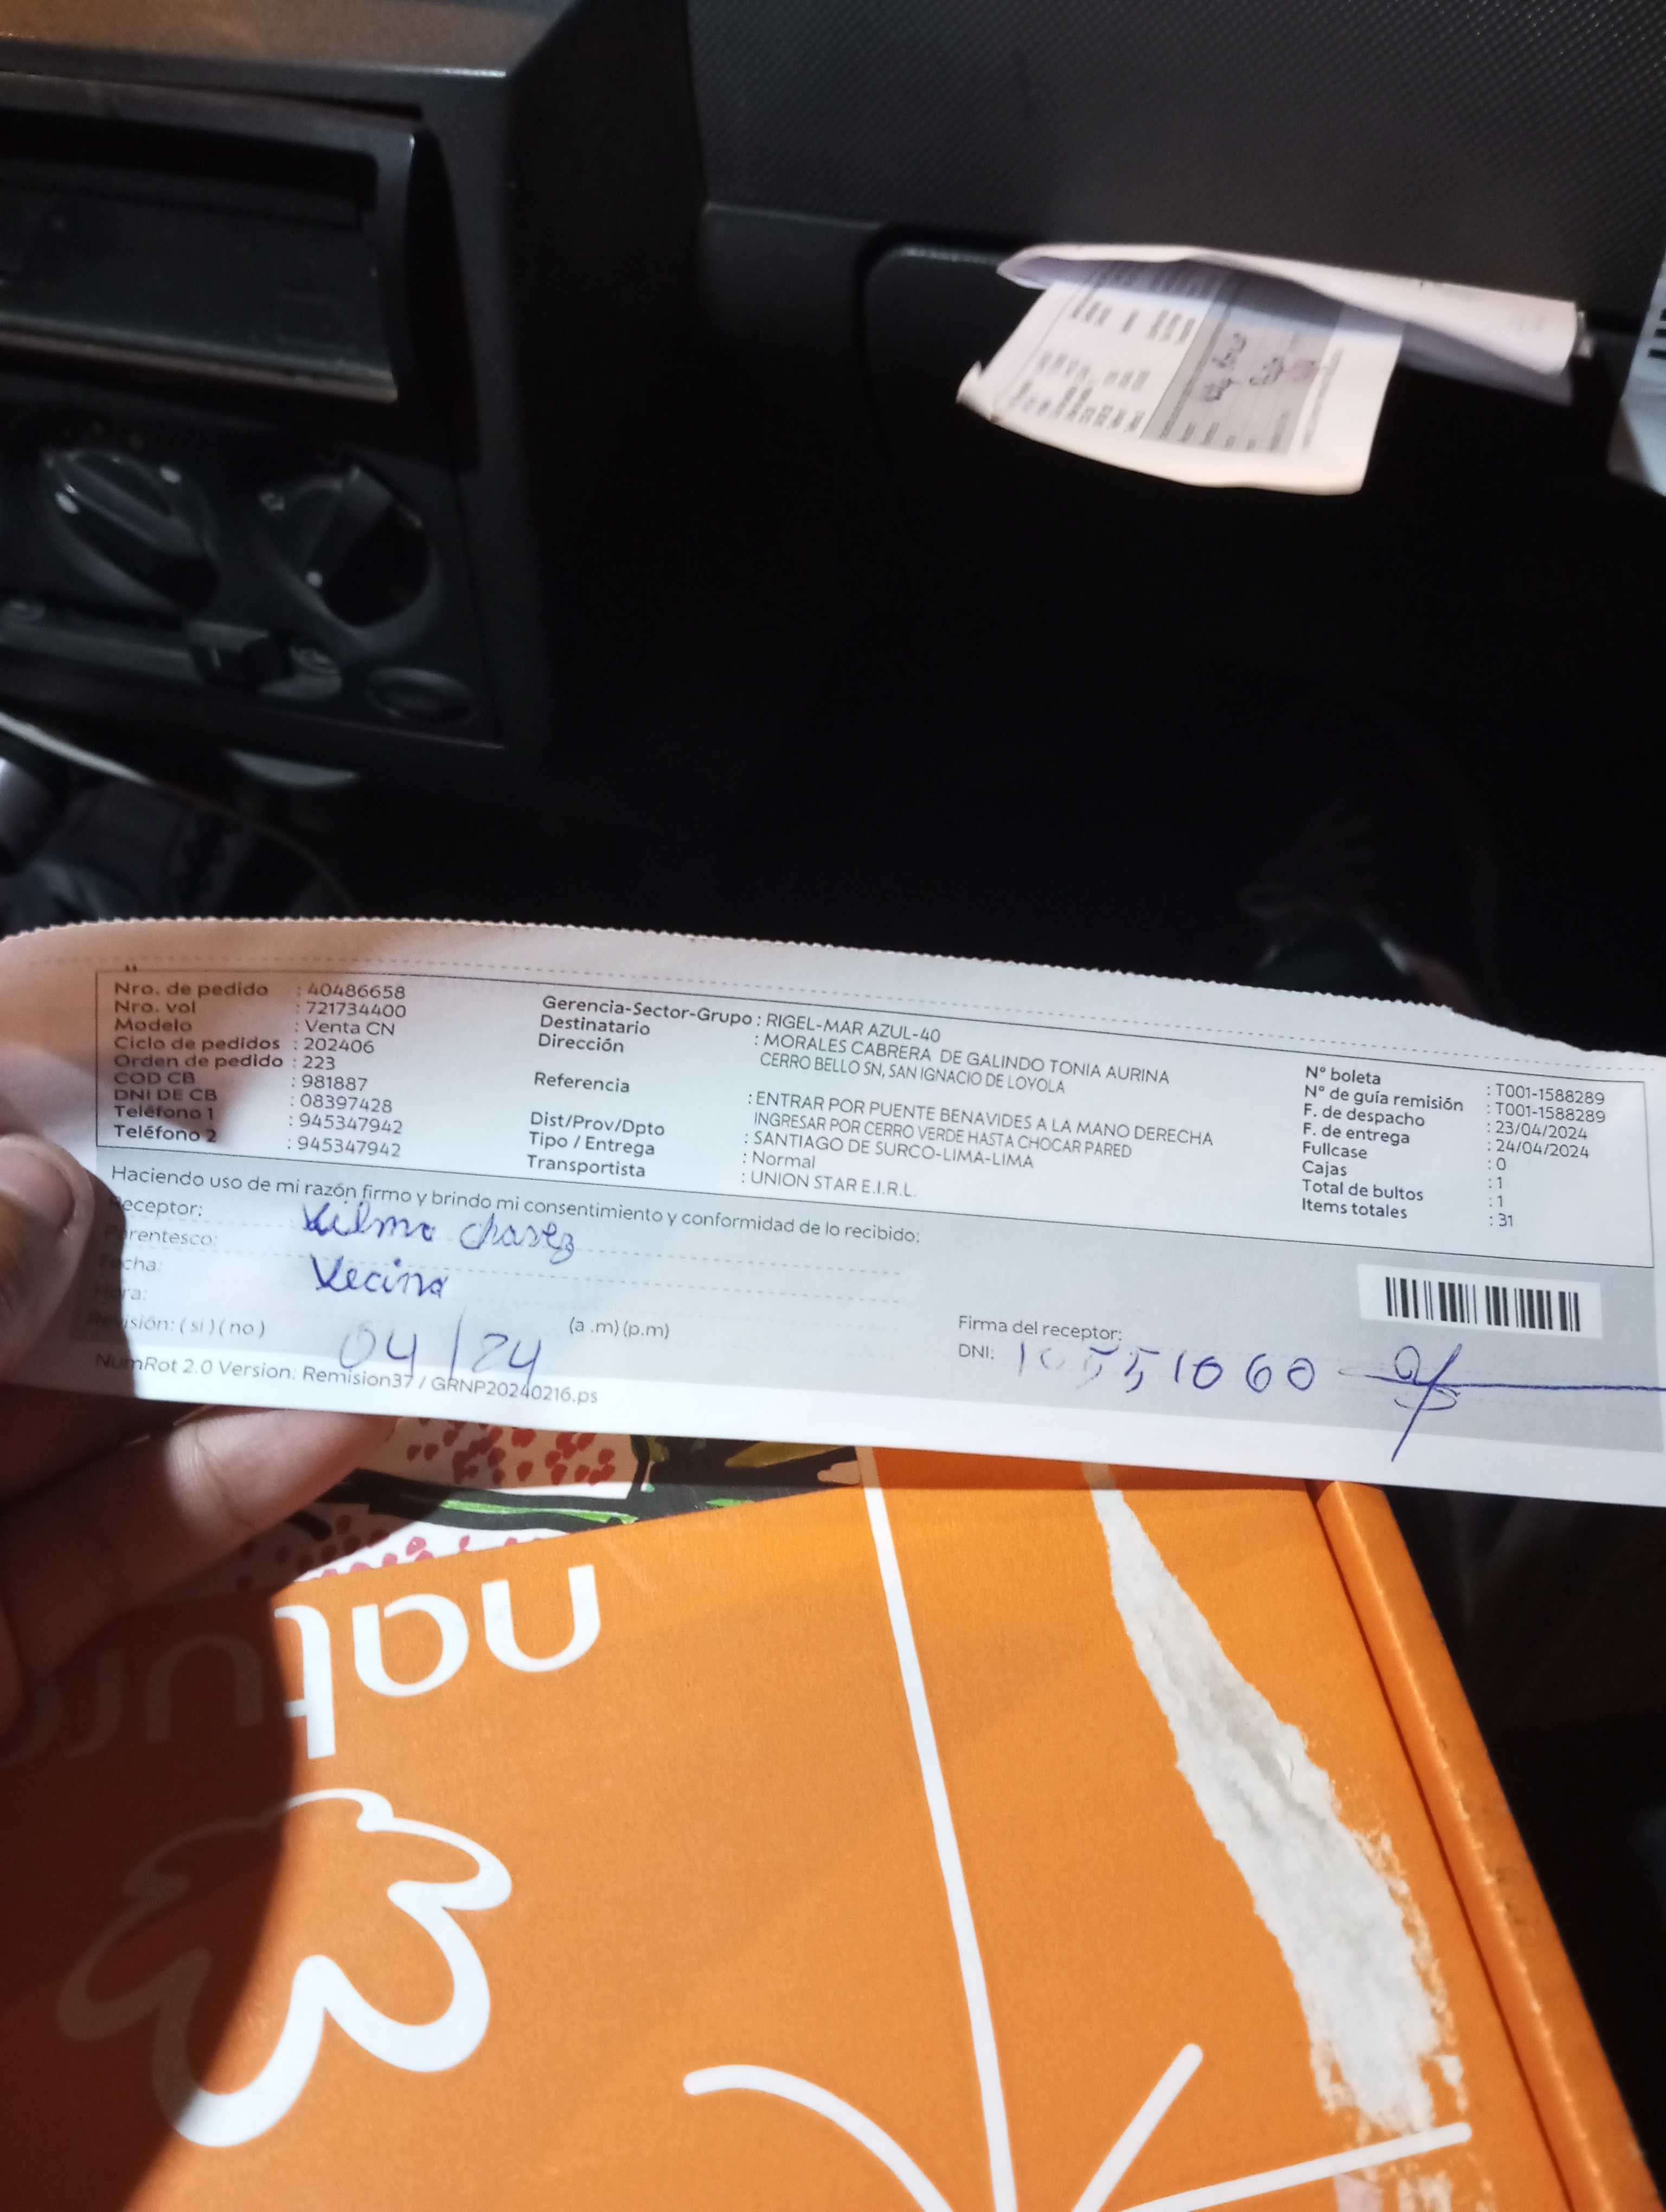 Nro. de pedido : 40486658
Nro. vol : 721734400
Modelo : Venta CN
Ciclo de pedidos : 202406
Orden de pedido : 223
COD CB : 981887
DNI DE CB : 08397428
Teléfono 1 : 945347942
Teléfono 2 : 945347942
Gerencia-Sector-Grupo : RIGEL-MAR AZUL-40
Destinatario : MORALES CABRERA DE GALINDO TONIA AURINA
Dirección CERRO BELLO SN, SAN IGNACIO DE LOYOLA
Referencia : ENTRAR POR PUENTE BENAVIDES A LA MANO DERECHA
INGRESAR POR CERRO VERDE HASTA CHOCAR PARED
Dist/Prov/Dpto : SANTIAGO DE SURCO-LIMA-LIMA
Tipo / Entrega : Normal
Transportista : UNION STAR E.I.R.L.
N° boleta : T001-1588289
N° de guía remisión : T001-1588289
F. de despacho : 23/04/2024
F. de entrega : 24/04/2024
Fullcase : 0
Cajas : 1
Total de bultos : 1
Items totales : 31
Haciendo uso de mi razón firmo y brindo mi consentimiento y conformidad de lo recibido:
Receptor: Vilma Chavez
Parentesco: Vecina
Fecha: 04/24
Hora: (a .m) (p.m)
Revisión: ( si ) ( no )
Firma del receptor:
DNI: 10551060
NumRot 2.0 Version: Remision37 / GRNP20240216.ps
natura